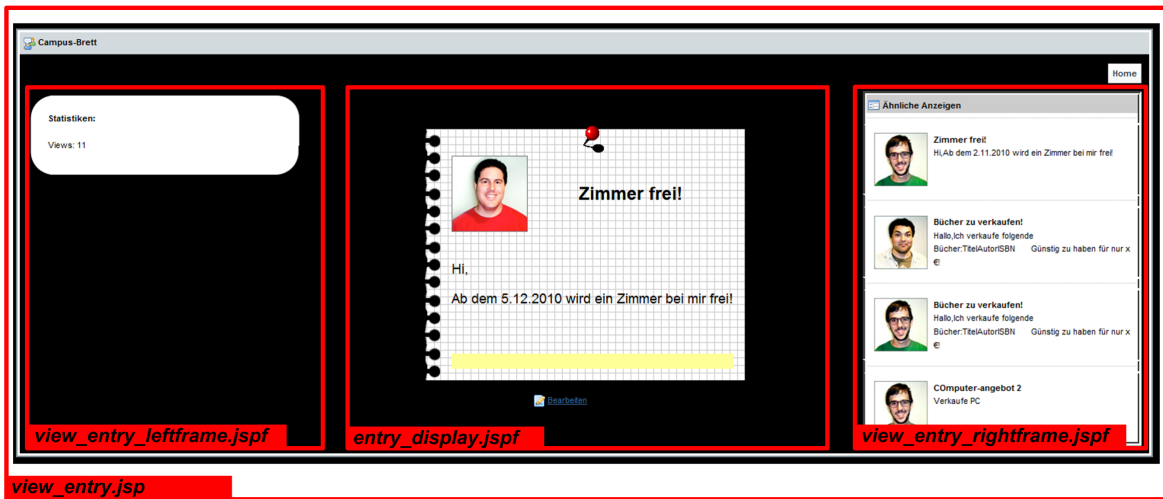 Campus-Brett
Home
Statistiken:
Views: 11
view_entry_leftframe.jspf
Zimmer frei!
Hi,
Ab dem 5.12.2010 wird ein Zimmer bei mir frei!
Bearbeiten
entry_display.jspf
Ähnliche Anzeigen
Zimmer frei!
Hi,Ab dem 2.11.2010 wird ein Zimmer bei mir frei!
Bücher zu verkaufen!
Hallo,Ich verkaufe folgende
Bücher:TitelAutorISBN Günstig zu haben für nur x
€!
Bücher zu verkaufen!
Hallo,Ich verkaufe folgende
Bücher:TitelAutorISBN Günstig zu haben für nur x
€!
COmputer-angebot 2
Verkaufe PC
view_entry_rightframe.jspf
view_entry.jsp